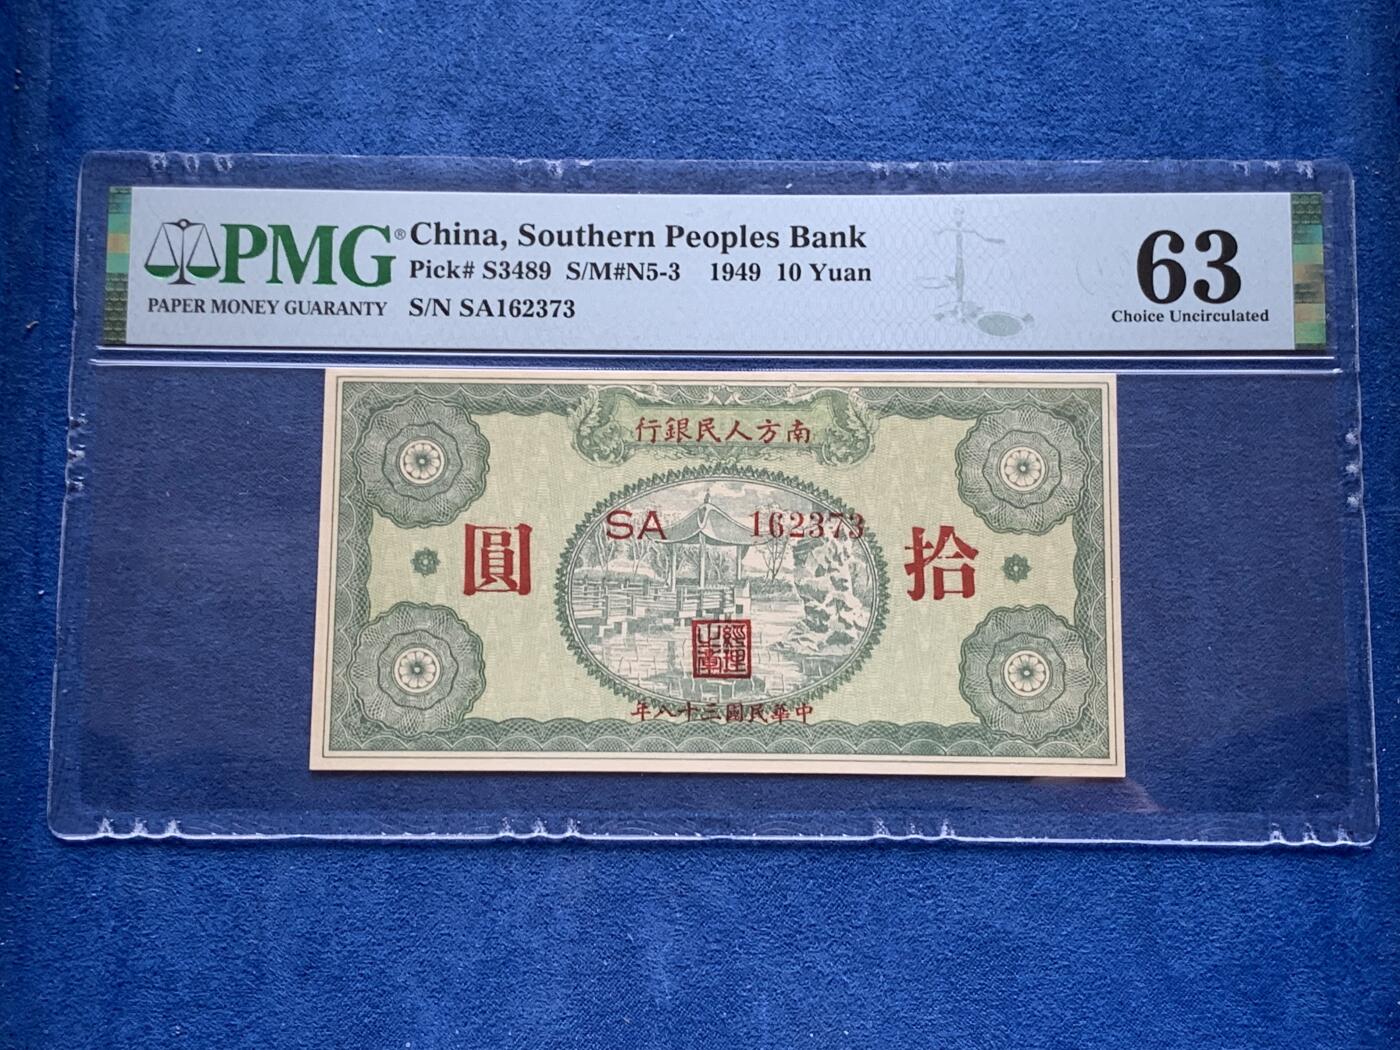 PMG®
PAPER MONEY GUARANTY
China, Southern Peoples Bank
Pick# S3489 S/M#N5-3 1949 10 Yuan
S/N SA162373
63
Choice Uncirculated
南方人民銀行
SA 162373
拾圓
經理之章
中華民國三十八年